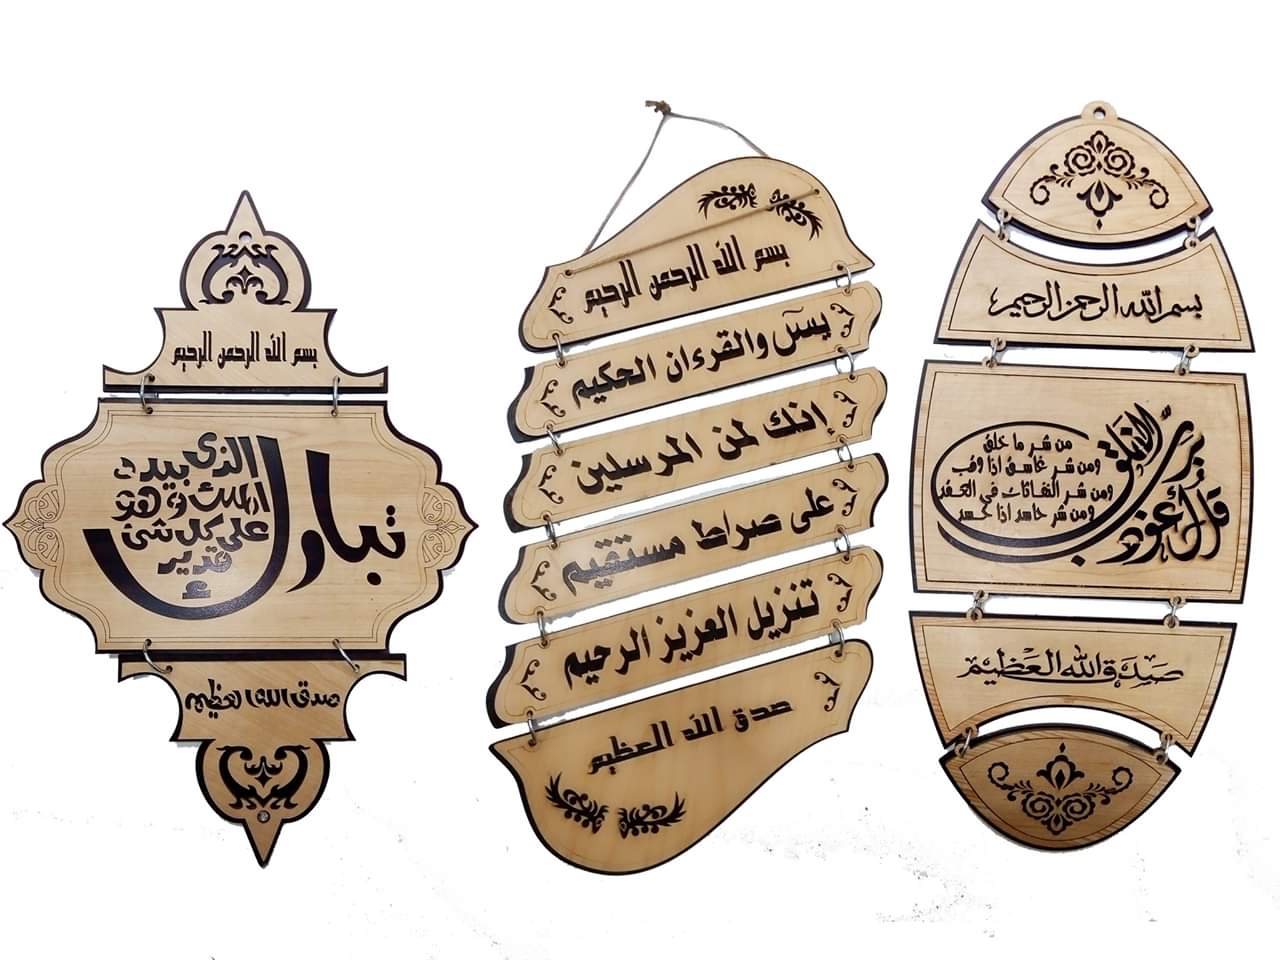 بسم الله الرحمن الرحيم
تبارك الذي بيده
الملك وهو
على كل شئ
قدير
صدق الله العظيم
بسم الله الرحمن الرحيم
يس والقرءان الحكيم
إنك لمن المرسلين
على صراط مستقيم
تنزيل العزيز الرحيم
صدق الله العظيم
بسم الله الرحمن الرحيم
قل أعوذ برب الفلق
من شر ما خلق
ومن شر غاسق اذا وقب
ومن شر النفاثات في العقد
ومن شر حاسد اذا حسد
صدق الله العظيم